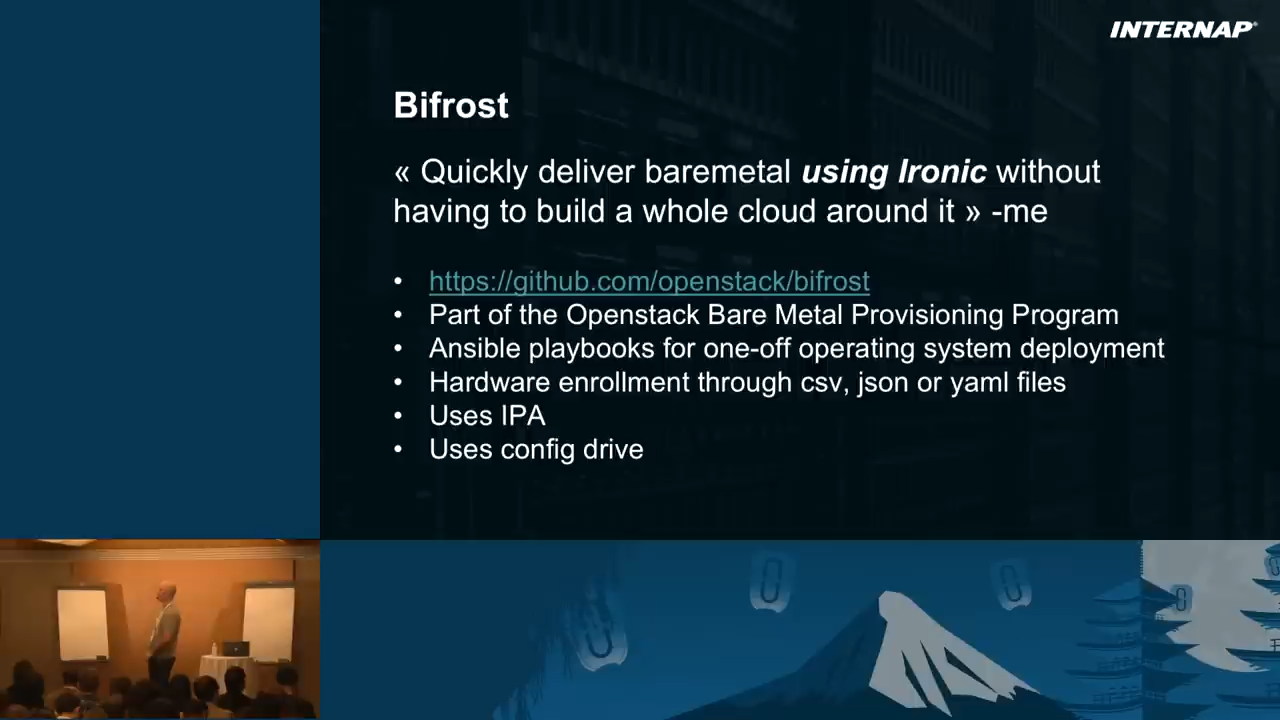 INTERNAP
Bifrost
« Quickly deliver baremetal using Ironic without
having to build a whole cloud around it » -me
• https://github.com/openstack/bifrost
• Part of the Openstack Bare Metal Provisioning Program
• Ansible playbooks for one-off operating system deployment
• Hardware enrollment through csv, json or yaml files
• Uses IPA
• Uses config drive